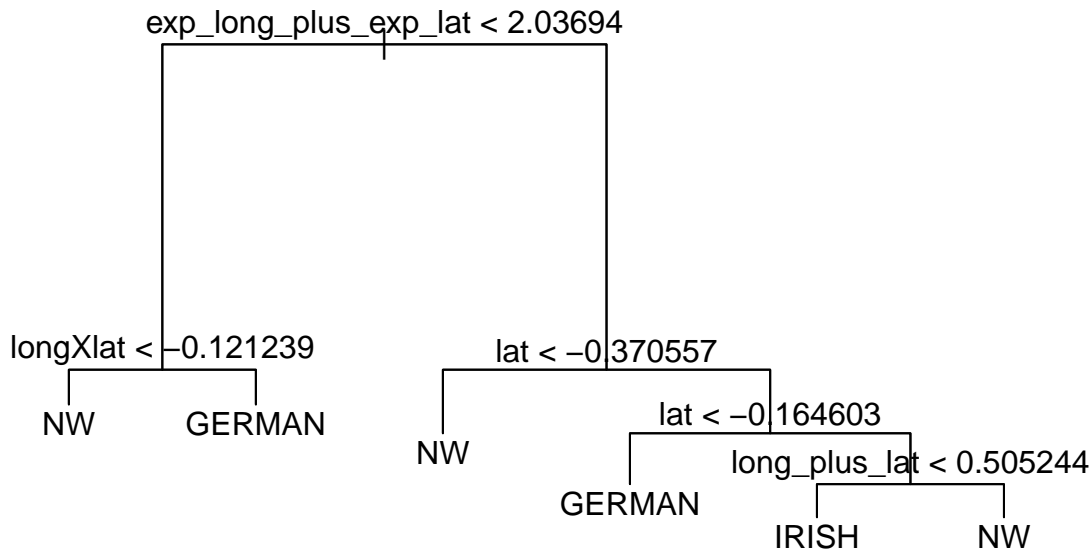 exp_long_plus_exp_lat < 2.03694
longXlat < −0.121239
lat < −0.370557
NW
GERMAN
NW
lat < −0.164603
GERMAN
long_plus_lat < 0.505244
IRISH
NW